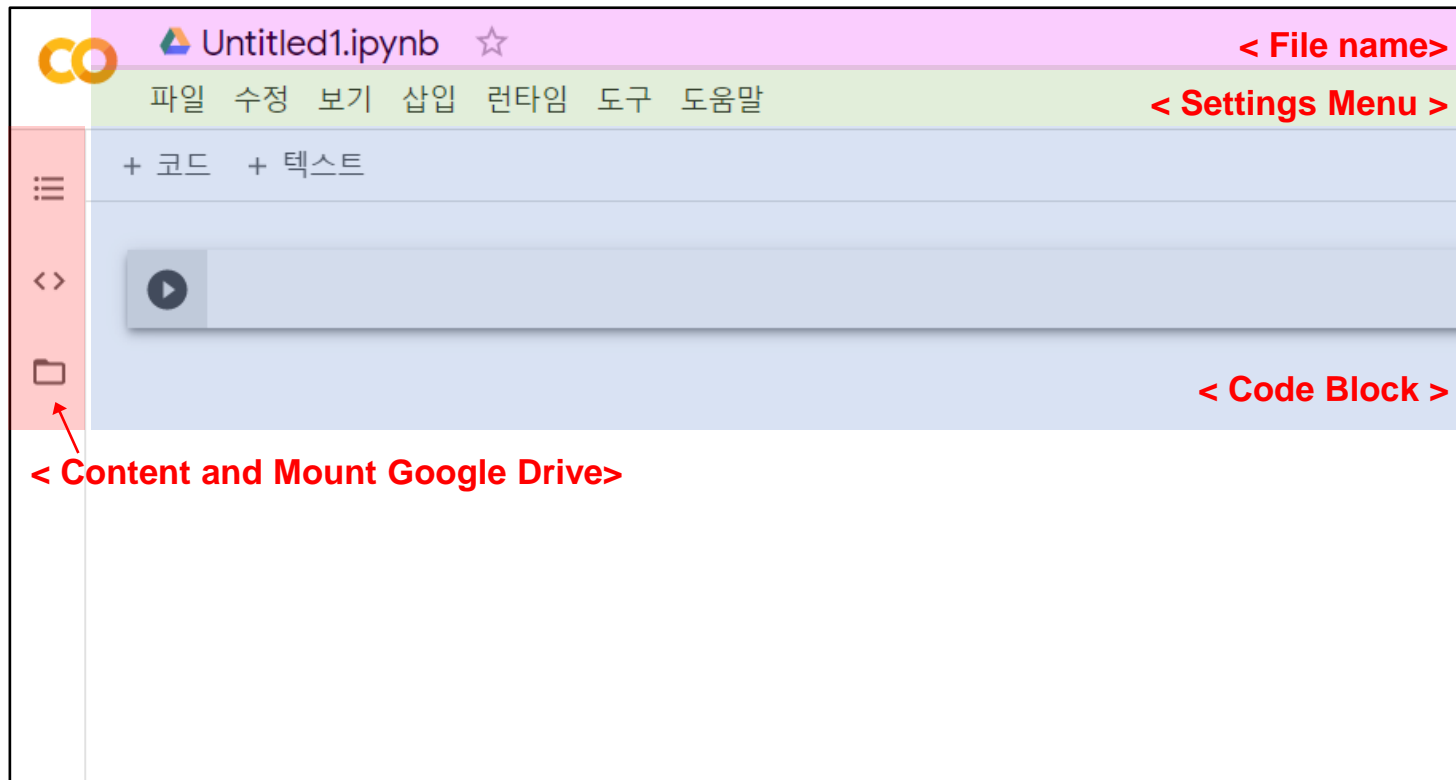 Untitled1.ipynb
< File name>
파일 수정 보기 삽입 런타임 도구 도움말
< Settings Menu >
+ 코드 + 텍스트
< Code Block >
< Content and Mount Google Drive>